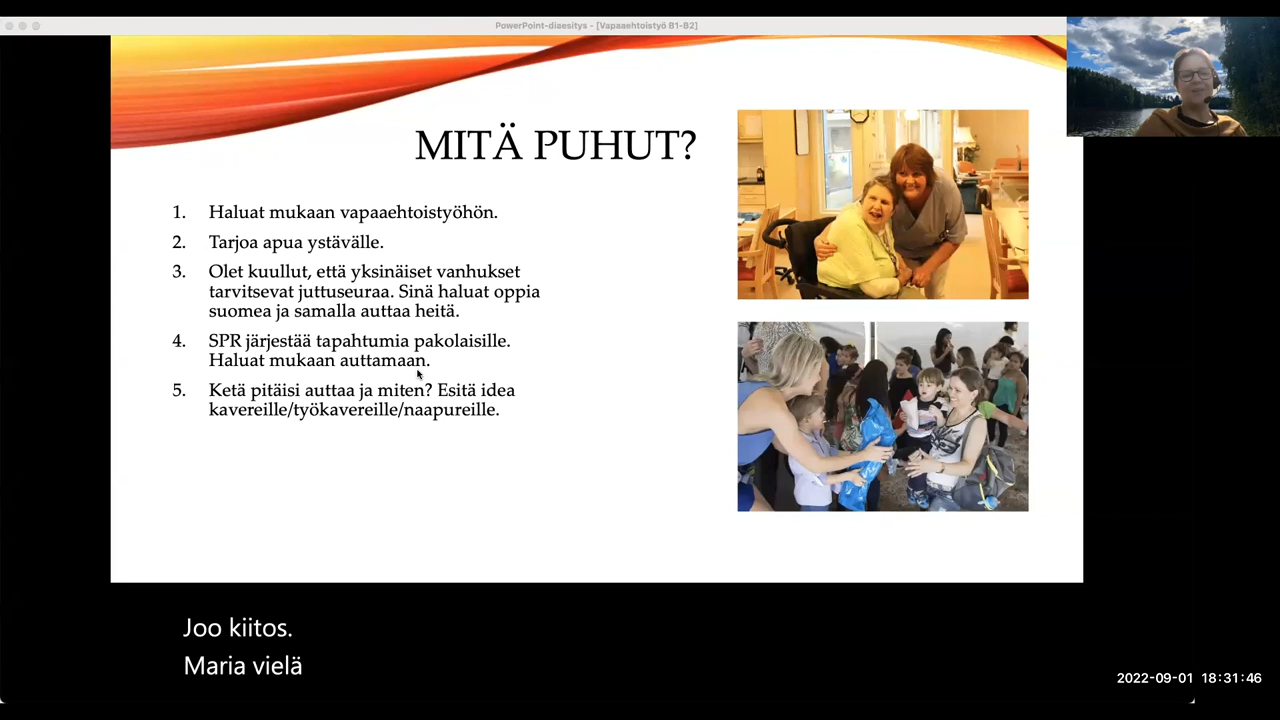 PowerPoint-diaesitys - [Vapaaehtoistyö B1-B2]
MITÄ PUHUT?
1. Haluat mukaan vapaaehtoistyöhön.
2. Tarjoa apua ystävälle.
3. Olet kuullut, että yksinäiset vanhukset
tarvitsevat juttuseuraa. Sinä haluat oppia
suomea ja samalla auttaa heitä.
4. SPR järjestää tapahtumia pakolaisille.
Haluat mukaan auttamaan.
5. Ketä pitäisi auttaa ja miten? Esitä idea
kavereille/työkavereille/naapureille.
Joo kiitos.
Maria vielä
2022-09-01 18:31:46